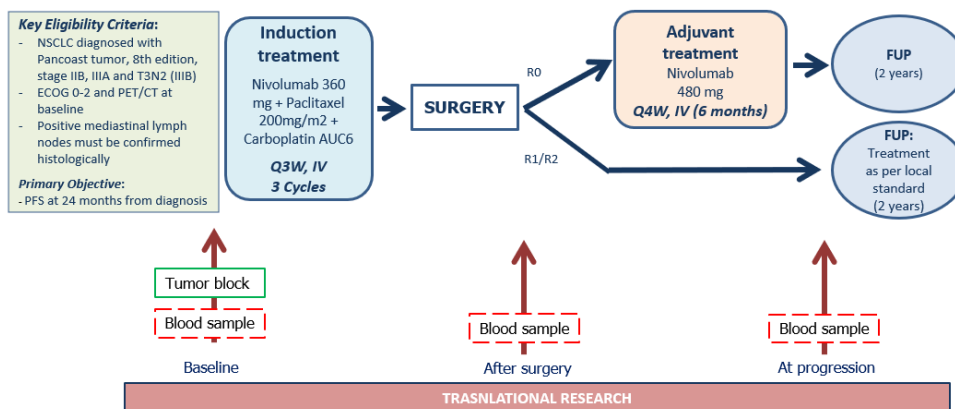 Key Eligibility Criteria:
- NSCLC diagnosed with
Pancoast tumor, 8th edition,
stage IIB, IIIA and T3N2 (IIIB)
- ECOG 0-2 and PET/CT at
baseline
- Positive mediastinal lymph
nodes must be confirmed
histologically
Primary Objective:
- PFS at 24 months from diagnosis
Induction
treatment
Nivolumab 360
mg + Paclitaxel
200mg/m2 +
Carboplatin AUC6
Q3W, IV
3 Cycles
SURGERY
R0
R1/R2
Adjuvant
treatment
Nivolumab
480 mg
Q4W, IV (6 months)
FUP
(2 years)
FUP:
Treatment
as per local
standard
(2 years)
Tumor block
Blood sample
Baseline
Blood sample
After surgery
Blood sample
At progression
TRASNLATIONAL RESEARCH